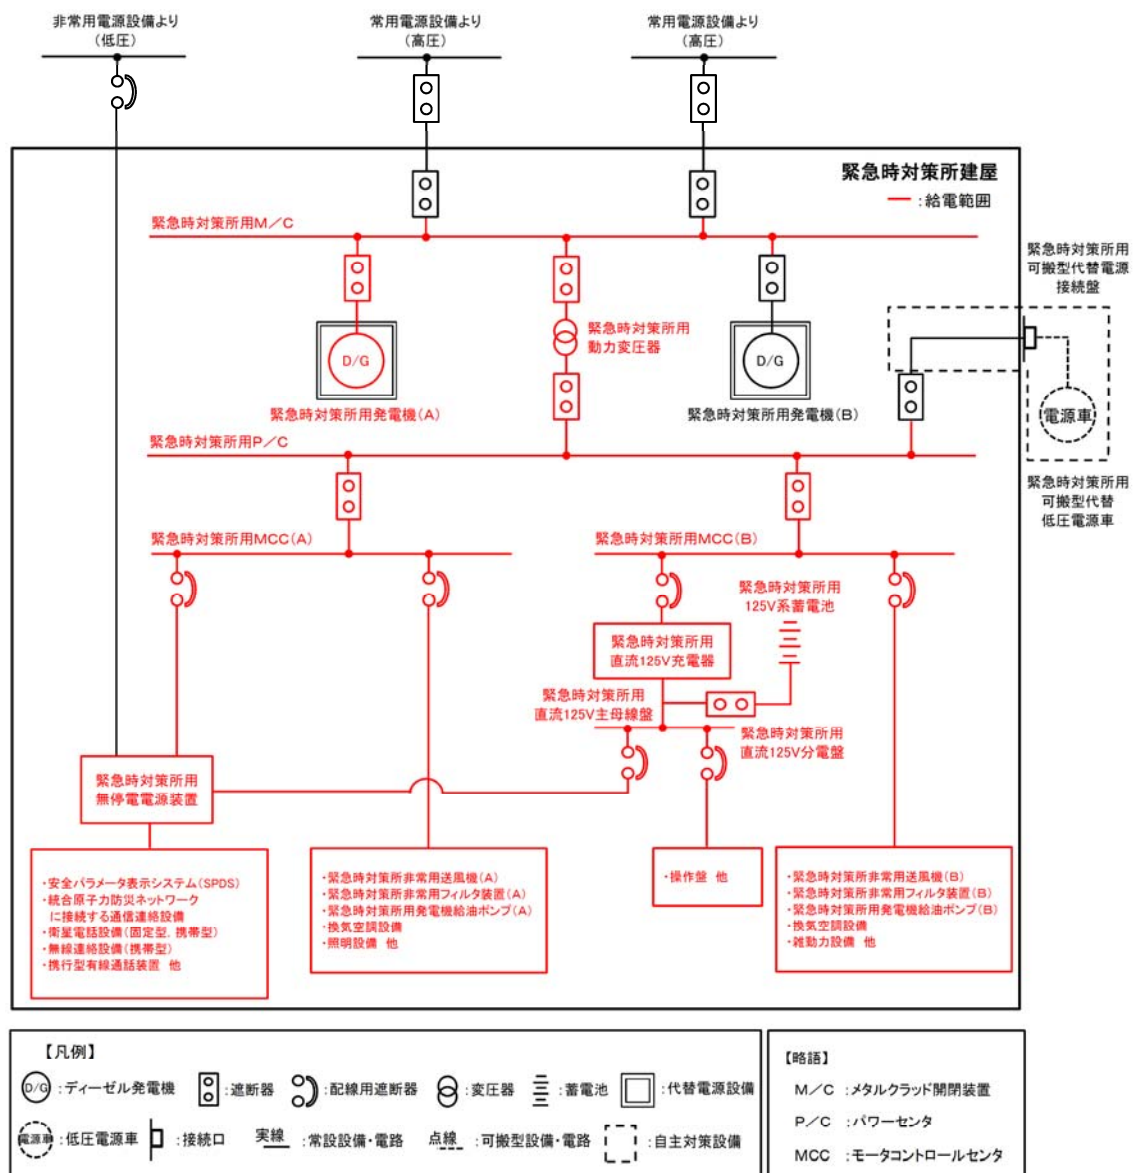 非常用電源設備より
(低圧)
常用電源設備より
(高圧)
常用電源設備より
(高圧)
緊急時対策所建屋
:給電範囲
緊急時対策所用M/C
緊急時対策所用
可搬型代替電源
接続盤
緊急時対策所用
動力変圧器
D/G
D/G
電源車
緊急時対策所用発電機(A)
緊急時対策所用発電機(B)
緊急時対策所用P/C
緊急時対策所用
可搬型代替
低圧電源車
緊急時対策所用MCC(A)
緊急時対策所用MCC(B)
緊急時対策所用
125V系蓄電池
緊急時対策所用
直流125V充電器
緊急時対策所用
直流125V主母線盤
緊急時対策所用
直流125V分電盤
緊急時対策所用
無停電電源装置
・安全パラメータ表示システム(SPDS)
・統合原子力防災ネットワーク
に接続する通信連絡設備
・衛星電話設備(固定型, 携帯型)
・無線連絡設備(携帯型)
・携行型有線通話装置 他
・緊急時対策所非常用送風機(A)
・緊急時対策所非常用フィルタ装置(A)
・緊急時対策所用発電機給油ポンプ(A)
・換気空調設備
・照明設備 他
・操作盤 他
・緊急時対策所非常用送風機(B)
・緊急時対策所非常用フィルタ装置(B)
・緊急時対策所用発電機給油ポンプ(B)
・換気空調設備
・雑動力設備 他
【凡例】
D/G :ディーゼル発電機
:遮断器
:配線用遮断器
:変圧器
:蓄電池
:代替電源設備
電源車 :低圧電源車
:接続口
実線 :常設設備・電路
点線 :可搬型設備・電路
:自主対策設備
【略語】
M/C :メタルクラッド開閉装置
P/C :パワーセンタ
MCC :モータコントロールセンタ